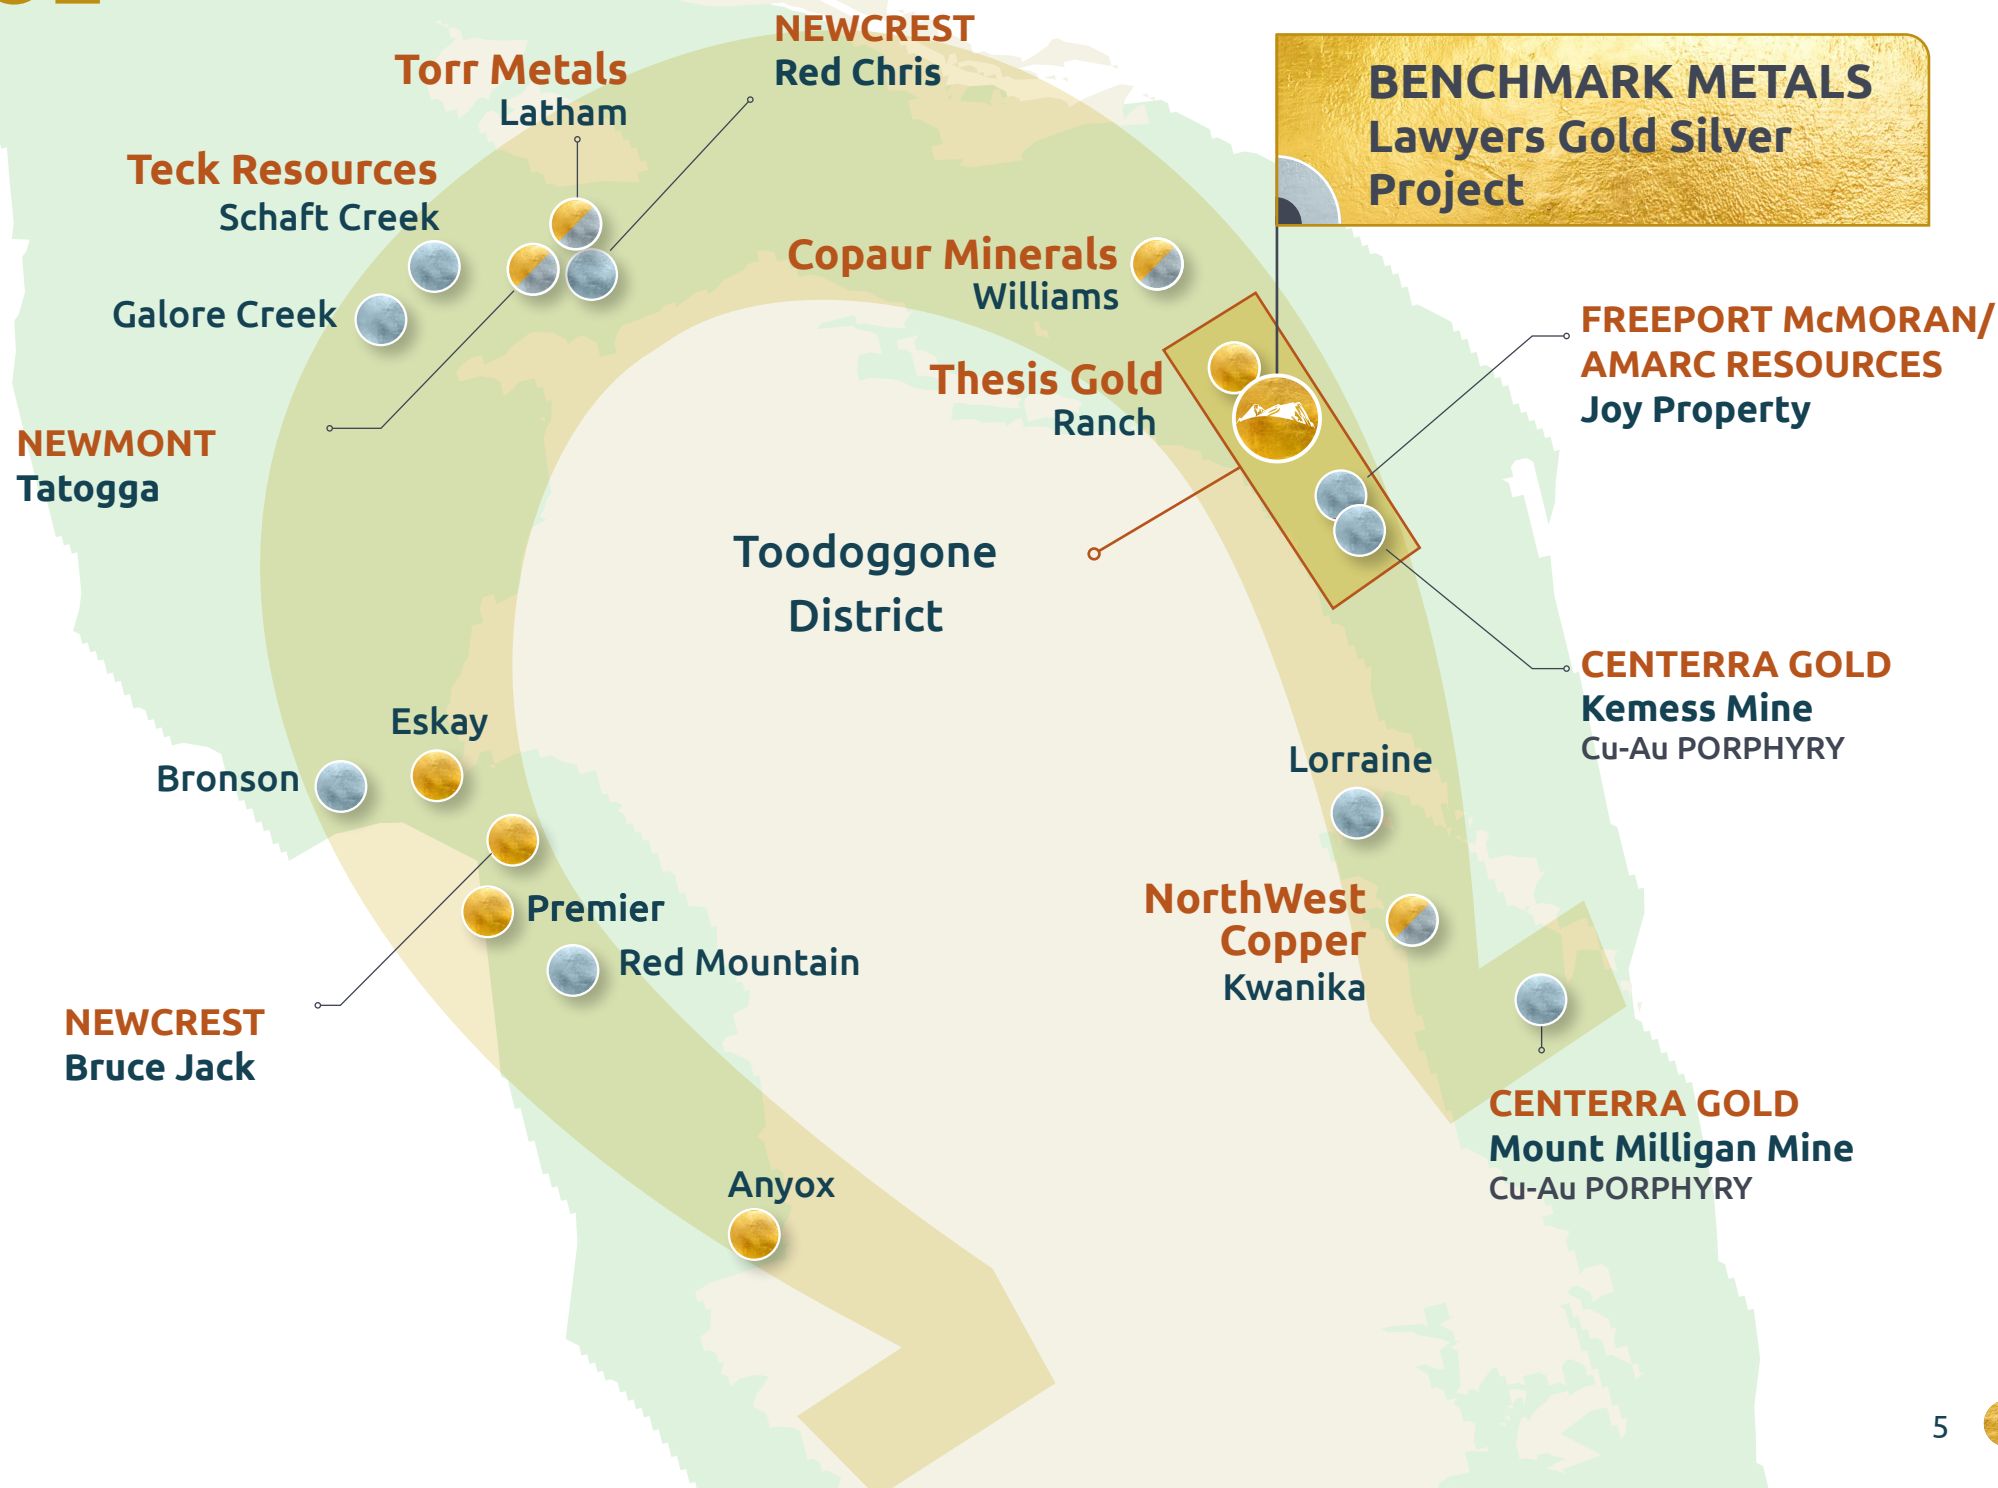 NEWCREST
Red Chris
Torr Metals
Latham
BENCHMARK METALS
Lawyers Gold Silver
Project
Teck Resources
Schaft Creek
Galore Creek
Copaur Minerals
Williams
FREEPORT McMORAN/
AMARC RESOURCES
Joy Property
Thesis Gold
Ranch
NEWMONT
Tatogga
Toodoggone
District
CENTERRA GOLD
Kemess Mine
Cu-Au PORPHYRY
Eskay
Bronson
Lorraine
Premier
Red Mountain
NorthWest
Copper
Kwanika
NEWCREST
Bruce Jack
CENTERRA GOLD
Mount Milligan Mine
Cu-Au PORPHYRY
Anyox
5